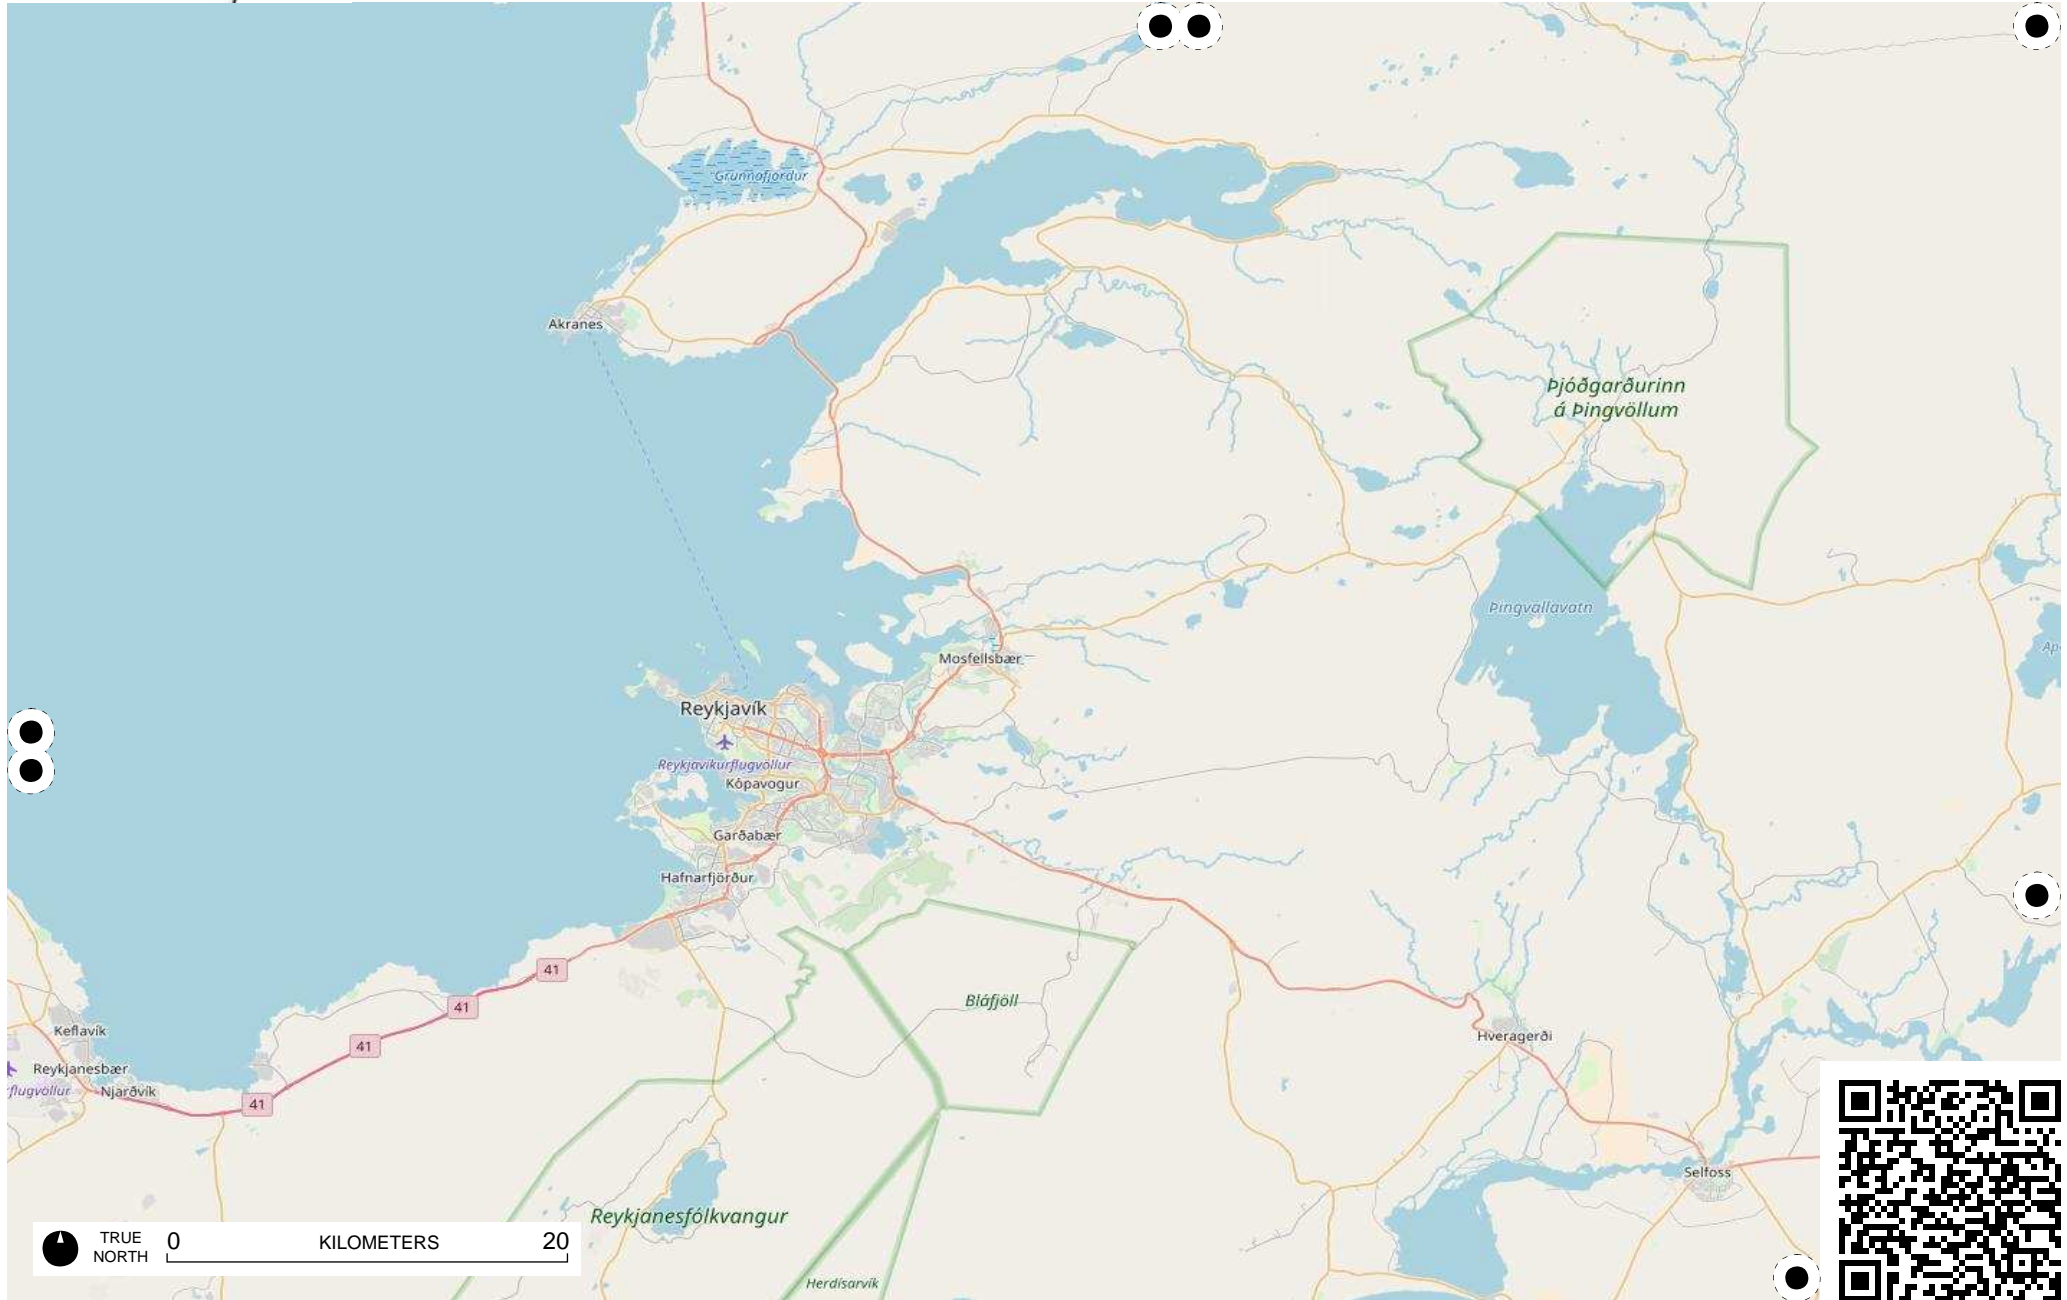 Grunnafjörður
Akranes
Þjóðgarðurinn
á Þingvöllum
Þingvallavatn
Mosfellsbær
Reykjavík
Reykjavíkurflugvöllur
Kópavogur
Garðabær
Hafnarfjörður
41
41
41
41
Bláfjöll
Keflavík
Reykjanesbær
flugvöllur
Njarðvík
Hveragerði
Selfoss
Reykjanesfólkvangur
Herdísarvík
TRUE
NORTH
0 KILOMETERS 20